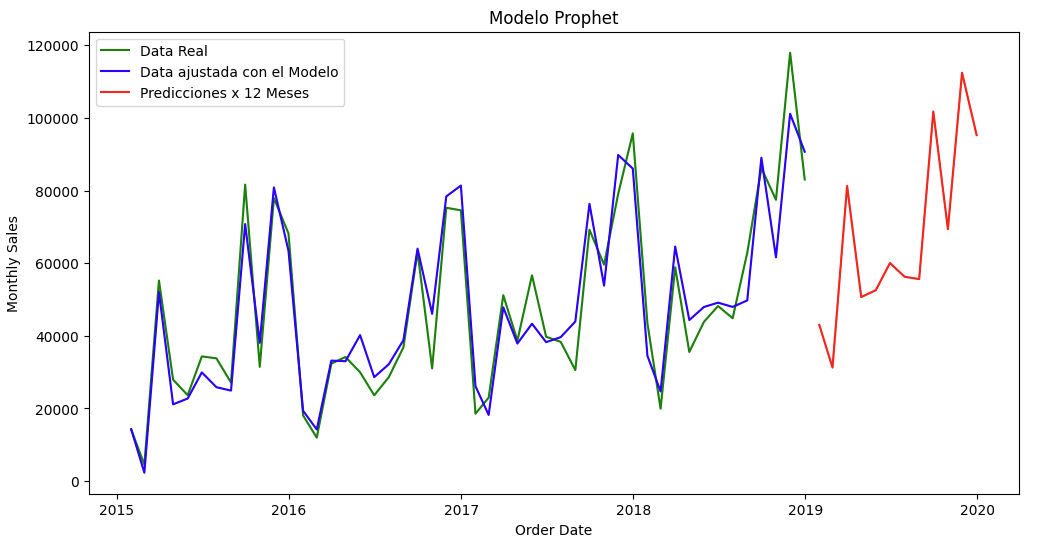 Modelo Prophet
Data Real
Data ajustada con el Modelo
Predicciones x 12 Meses
120000
100000
80000
60000
40000
20000
0
Monthly Sales
2015 2016 2017 2018 2019 2020
Order Date